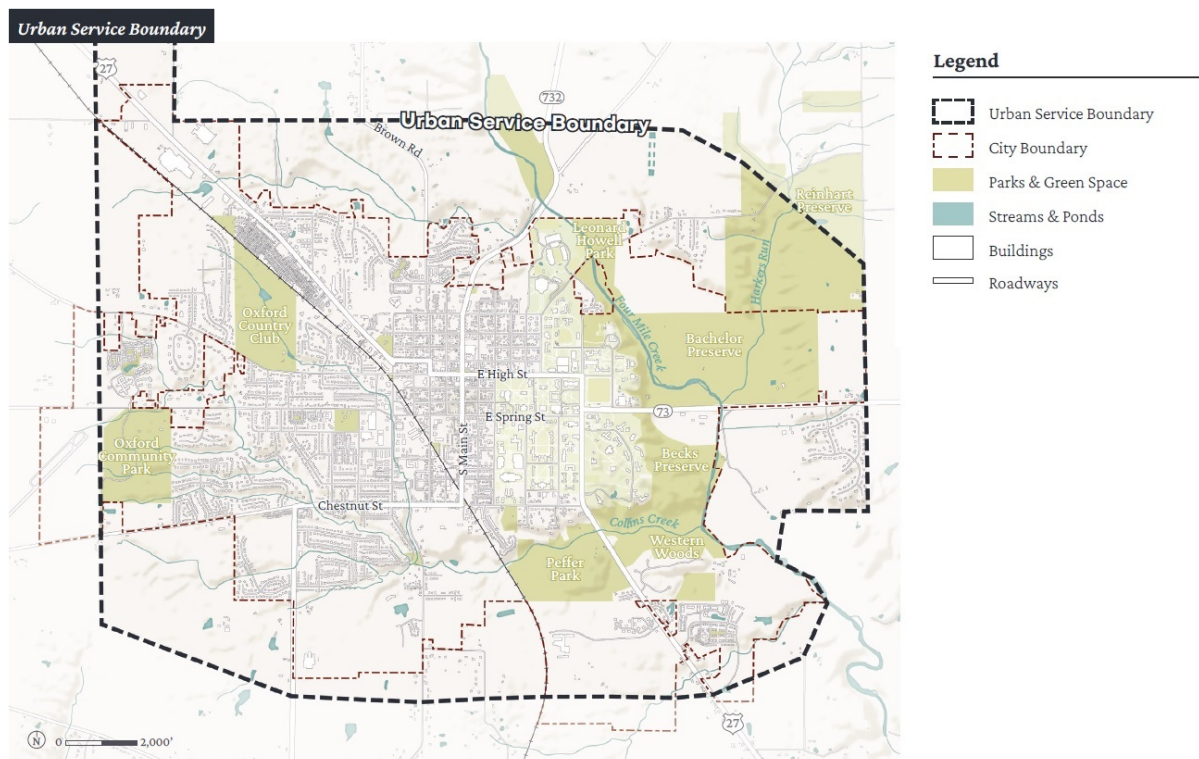 Urban Service Boundary
Legend
Urban Service Boundary
City Boundary
Parks & Green Space
Streams & Ponds
Buildings
Roadways
27
732
Urban Service Boundary
Brown Rd
Reinhart
Preserve
Leonard
Howell
Park
Harkers Run
Oxford
Country
Club
Four Mile Creek
Bachelor
Preserve
E High St
E Spring St
73
S Main St
Oxford
Community
Park
Becks
Preserve
Chestnut St
Collins Creek
Western
Woods
Peffer
Park
27
N
0
2,000'